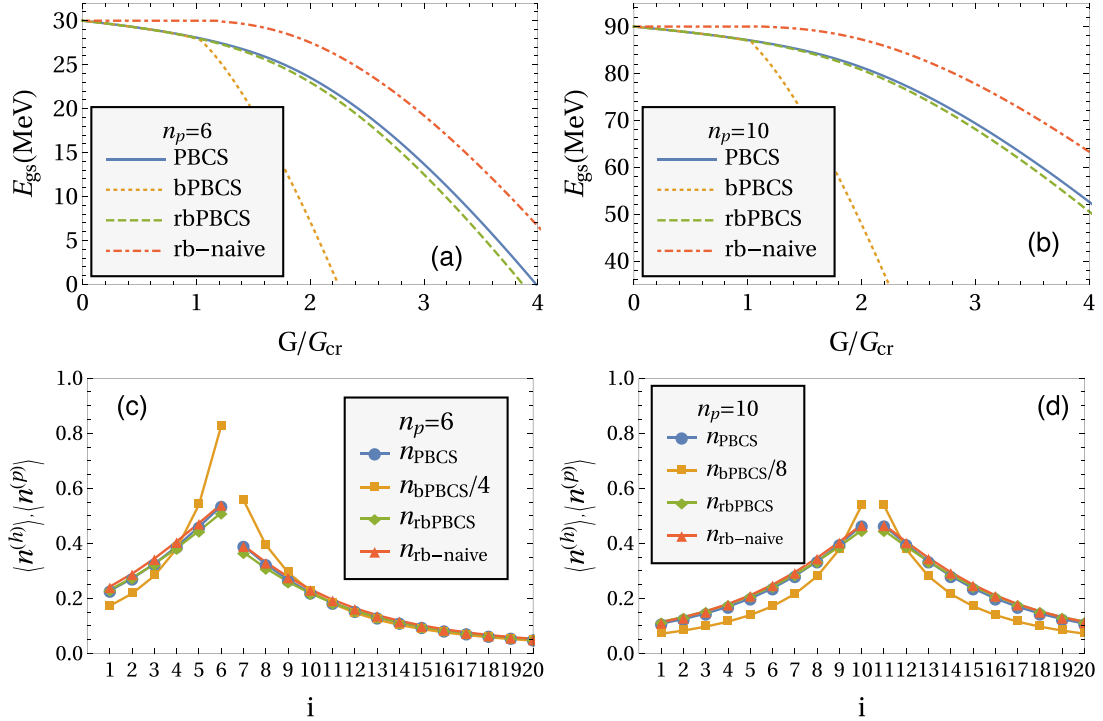 E_gs(MeV)
30
25
20
15
10
5
0
n_p=6
PBCS
bPBCS
rbPBCS
rb−naive
(a)
0 1 2 3 4
G/G_cr
E_gs(MeV)
90
80
70
60
50
40
n_p=10
PBCS
bPBCS
rbPBCS
rb−naive
(b)
0 1 2 3 4
G/G_cr
⟨n^(h)⟩,⟨n^(p)⟩
1.0
0.8
0.6
0.4
0.2
0.0
(c)
n_p=6
n_PBCS
n_bPBCS/4
n_rbPBCS
n_rb−naive
1 2 3 4 5 6 7 8 9 10 11 12 13 14 15 16 17 18 19 20
i
⟨n^(h)⟩,⟨n^(p)⟩
1.0
0.8
0.6
0.4
0.2
0.0
n_p=10
n_PBCS
n_bPBCS/8
n_rbPBCS
n_rb−naive
(d)
1 2 3 4 5 6 7 8 9 10 11 12 13 14 15 16 17 18 19 20
i